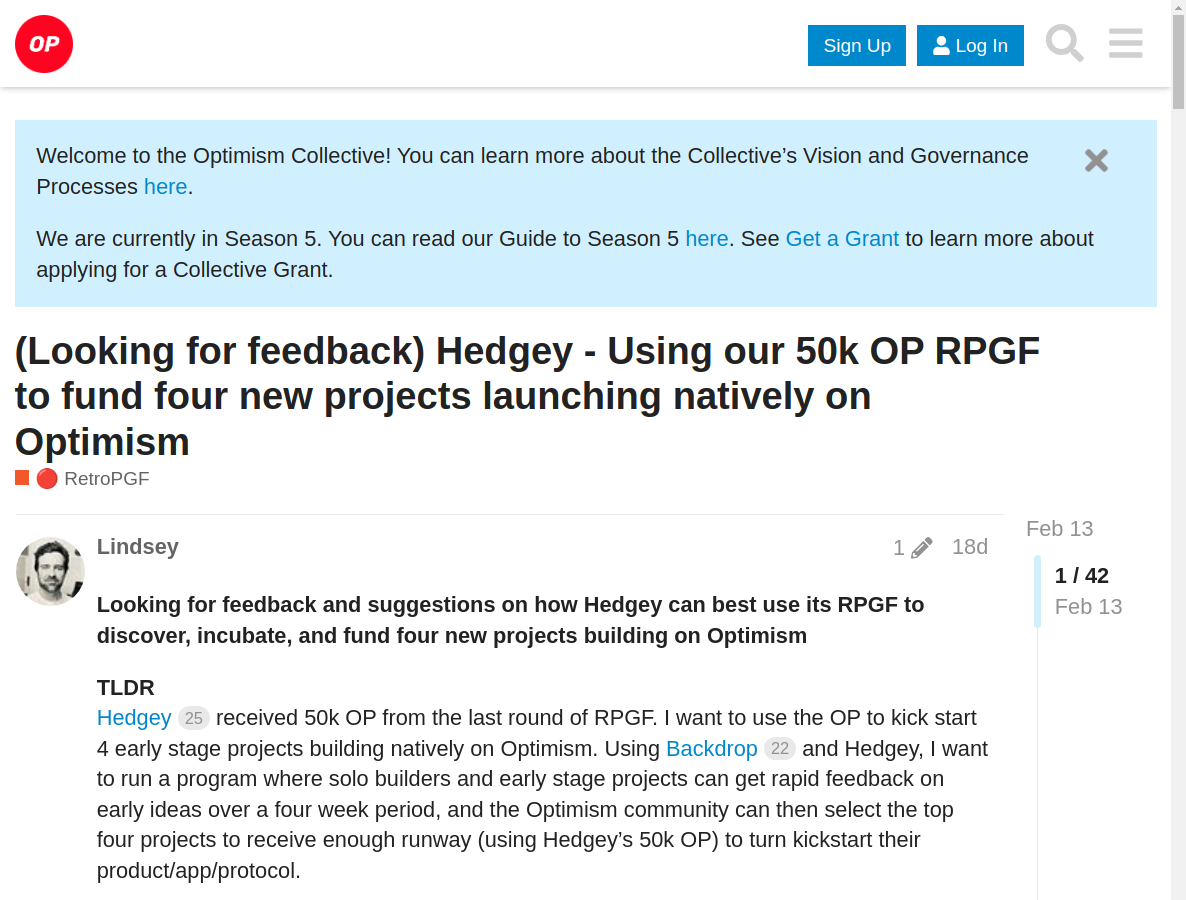 OP
Sign Up
Log In
Welcome to the Optimism Collective! You can learn more about the Collective’s Vision and Governance
Processes here.
We are currently in Season 5. You can read our Guide to Season 5 here. See Get a Grant to learn more about
applying for a Collective Grant.
(Looking for feedback) Hedgey - Using our 50k OP RPGF
to fund four new projects launching natively on
Optimism
RetroPGF
Lindsey
1
18d
Feb 13
1 / 42
Feb 13
Looking for feedback and suggestions on how Hedgey can best use its RPGF to
discover, incubate, and fund four new projects building on Optimism
TLDR
Hedgey 25 received 50k OP from the last round of RPGF. I want to use the OP to kick start
4 early stage projects building natively on Optimism. Using Backdrop 22 and Hedgey, I want
to run a program where solo builders and early stage projects can get rapid feedback on
early ideas over a four week period, and the Optimism community can then select the top
four projects to receive enough runway (using Hedgey’s 50k OP) to turn kickstart their
product/app/protocol.